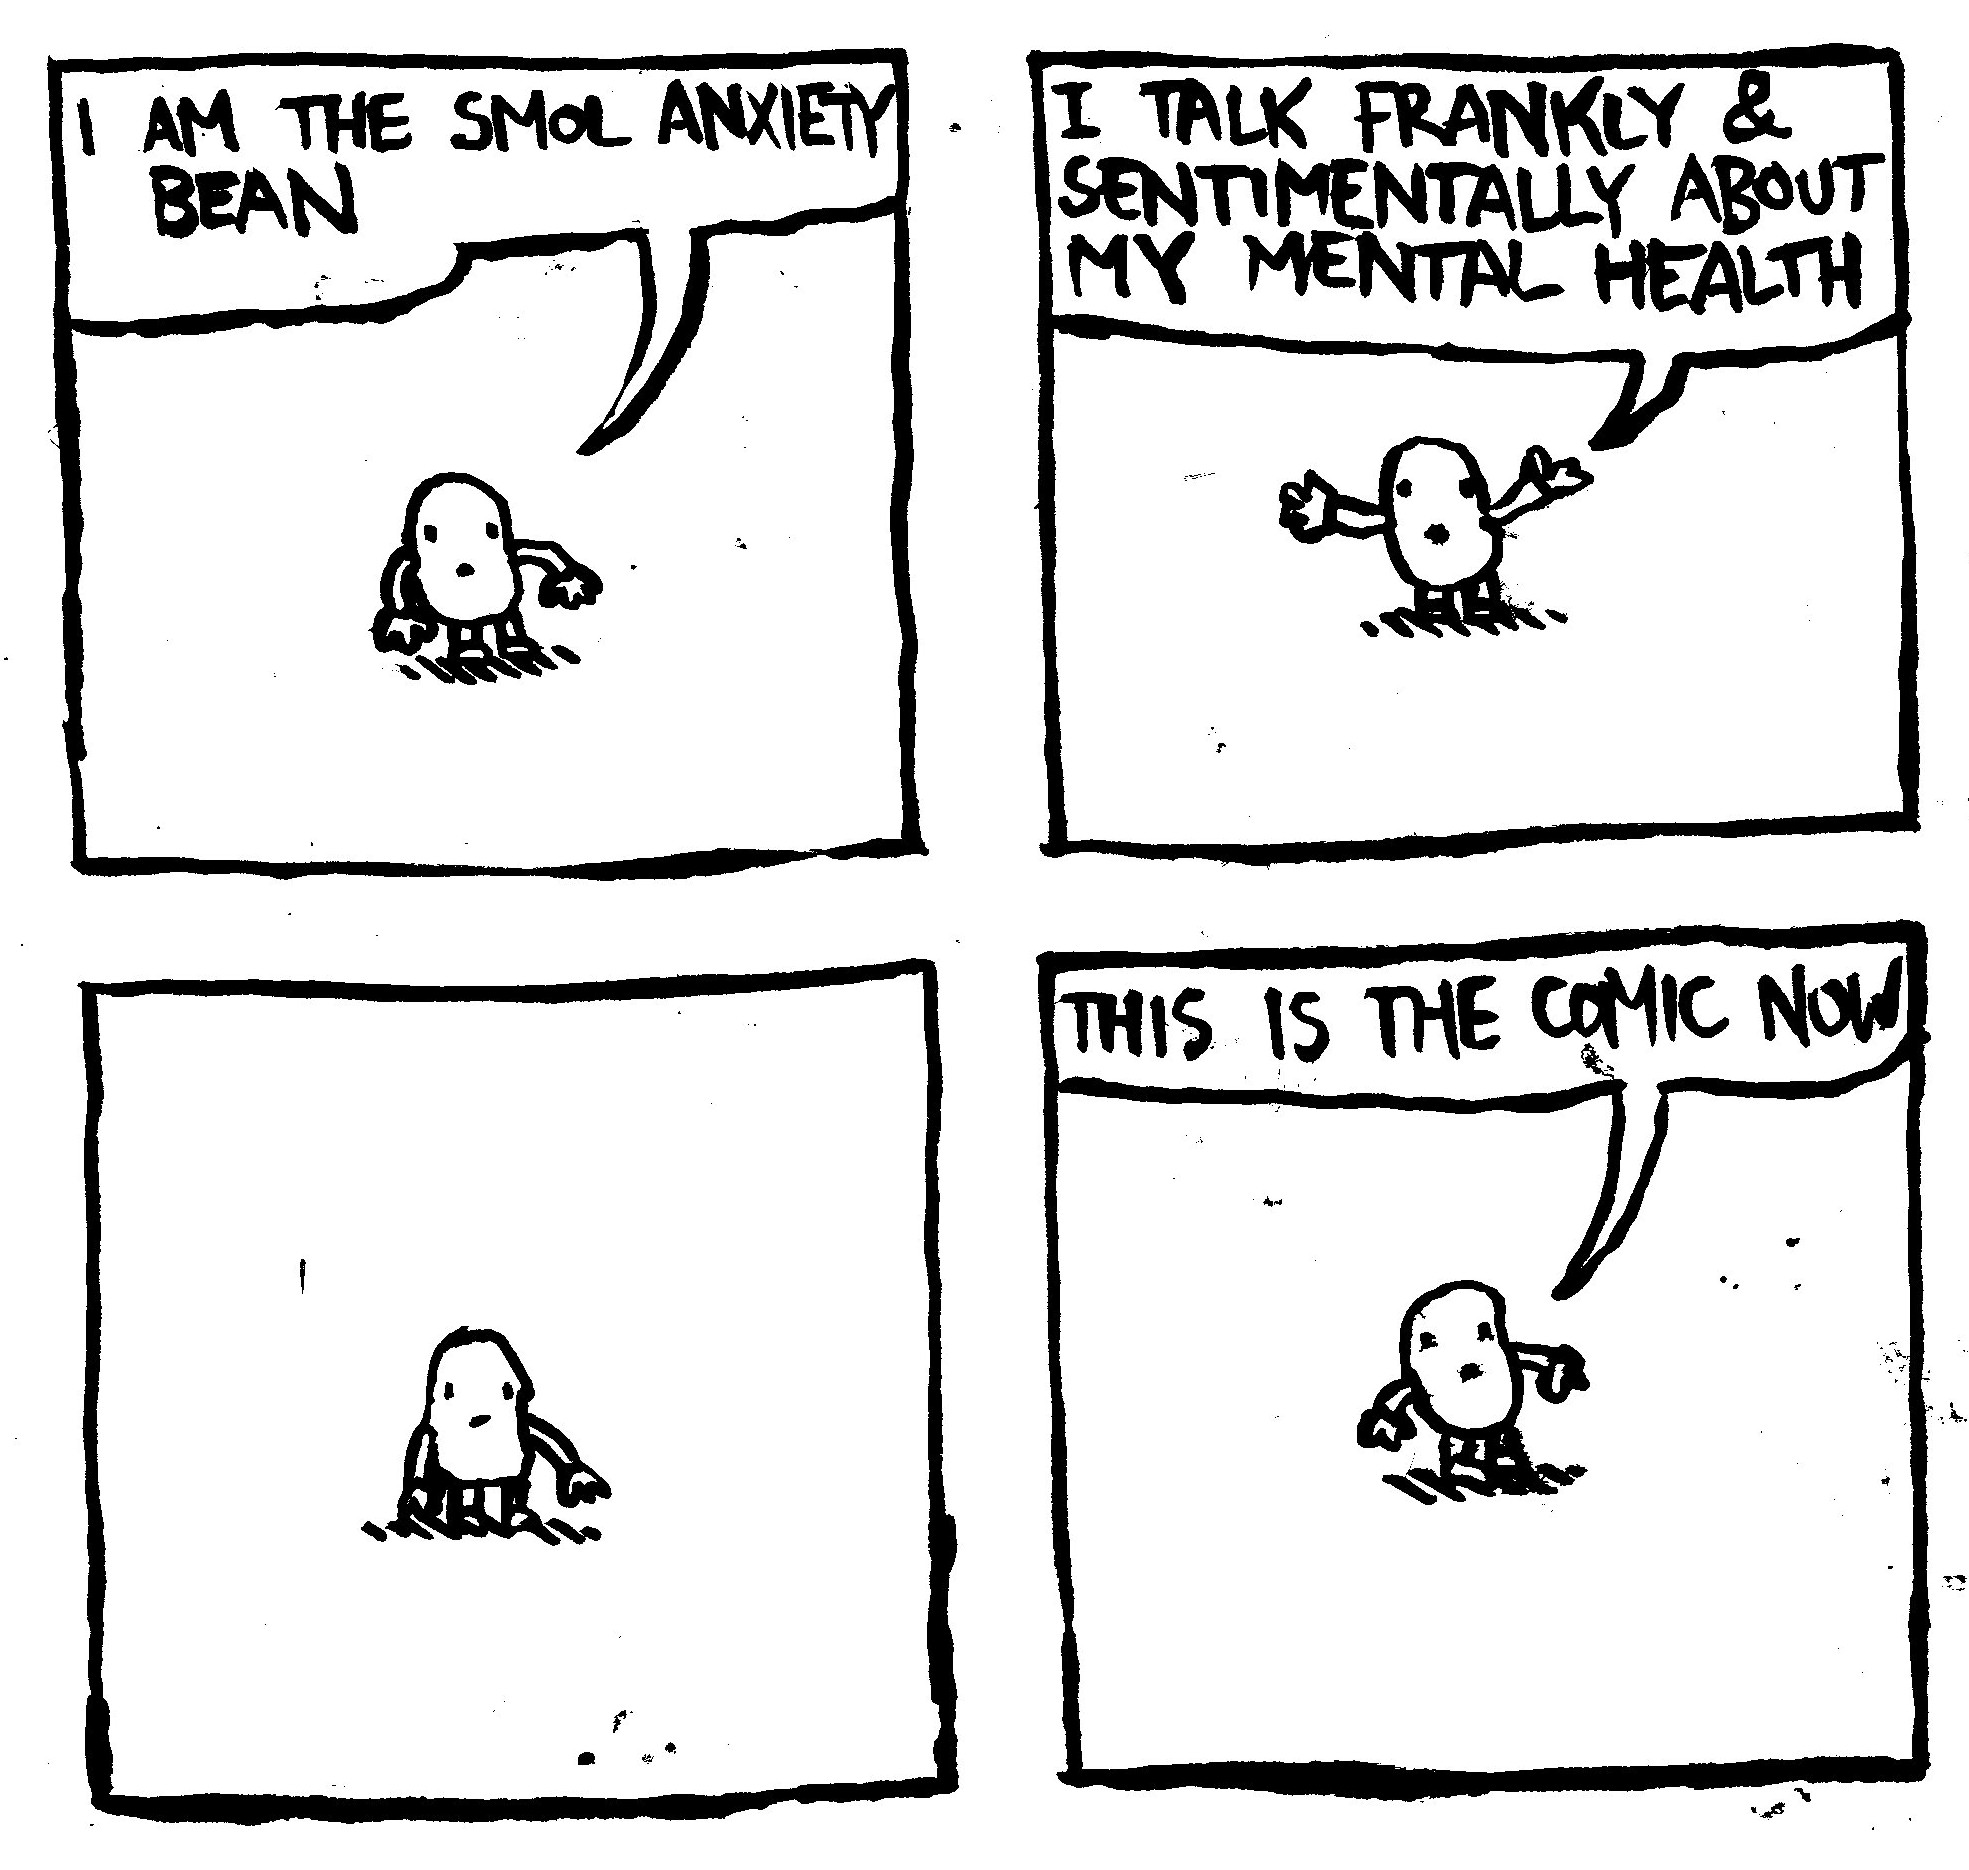 I AM THE SMOL ANXIETY
BEAN
I TALK FRANKLY &
SENTIMENTALLY ABOUT
MY MENTAL HEALTH
THIS IS THE COMIC NOW